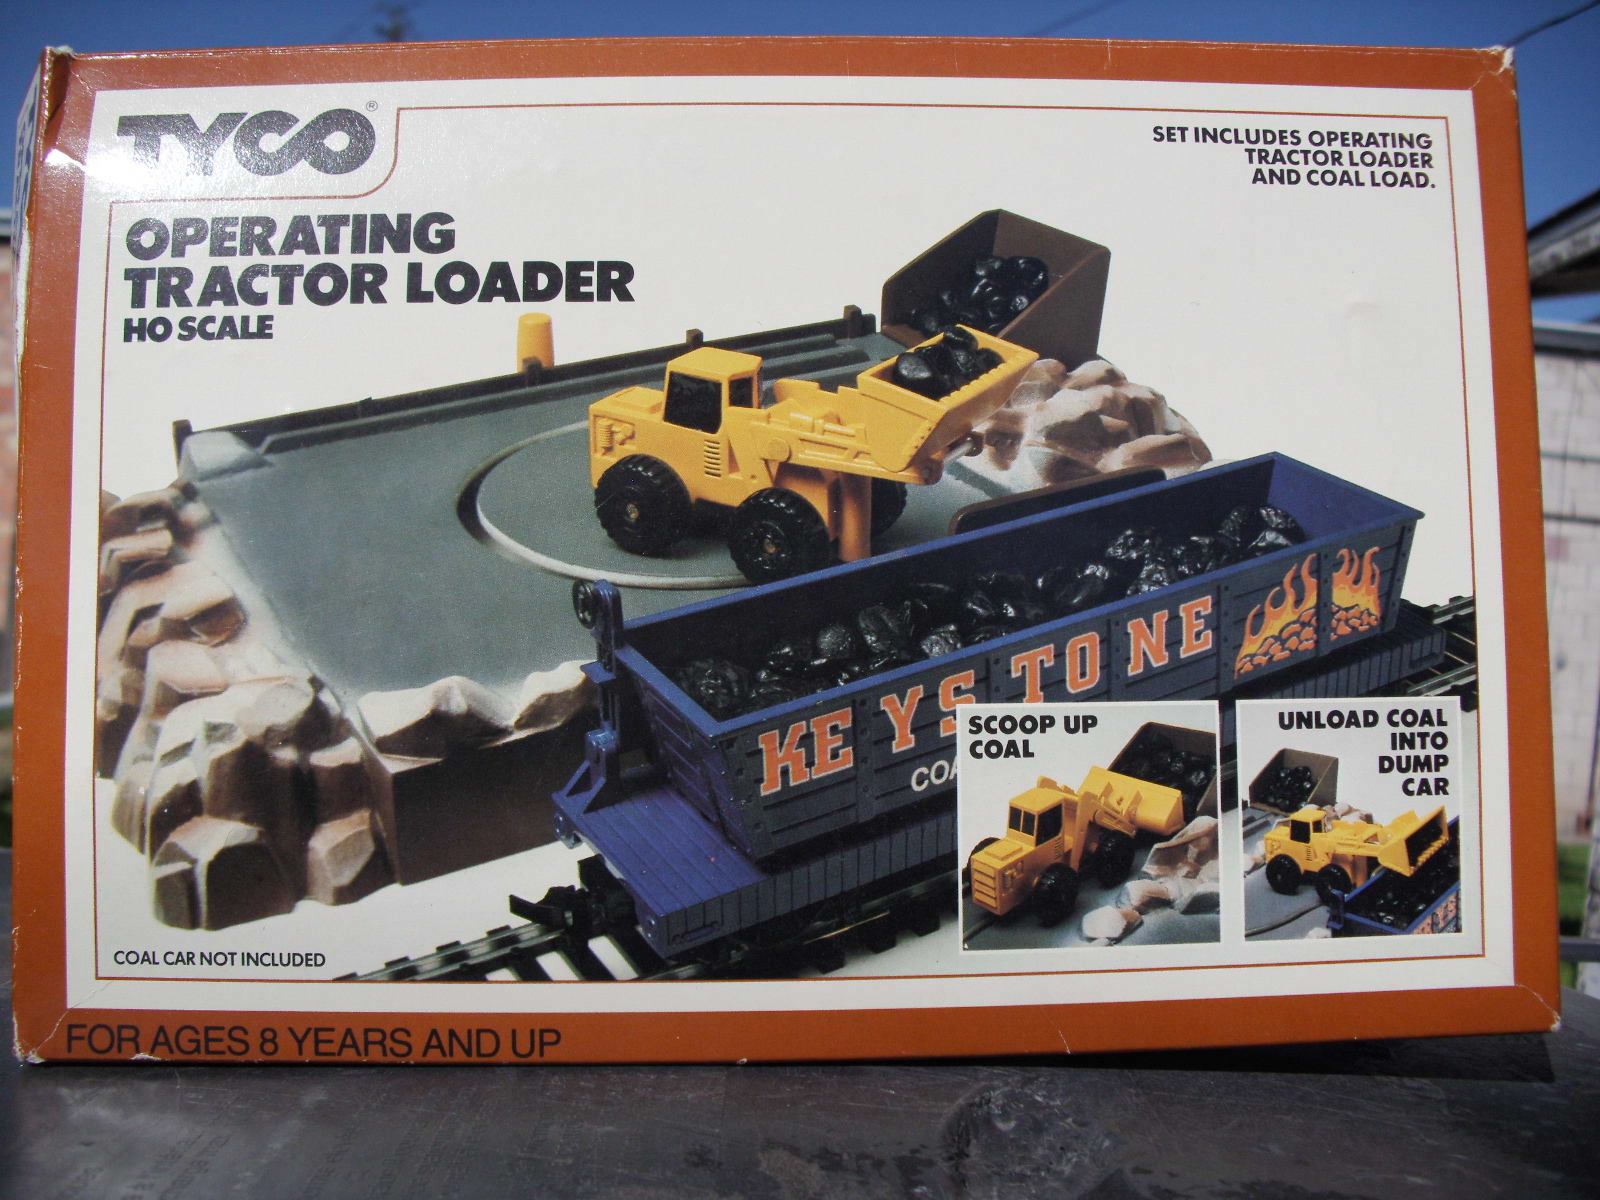 TYCO®
SET INCLUDES OPERATING
TRACTOR LOADER
AND COAL LOAD.
OPERATING
TRACTOR LOADER
HO SCALE
KEYSTONE
COA
SCOOP UP
COAL
UNLOAD COAL
INTO
DUMP
CAR
COAL CAR NOT INCLUDED
FOR AGES 8 YEARS AND UP